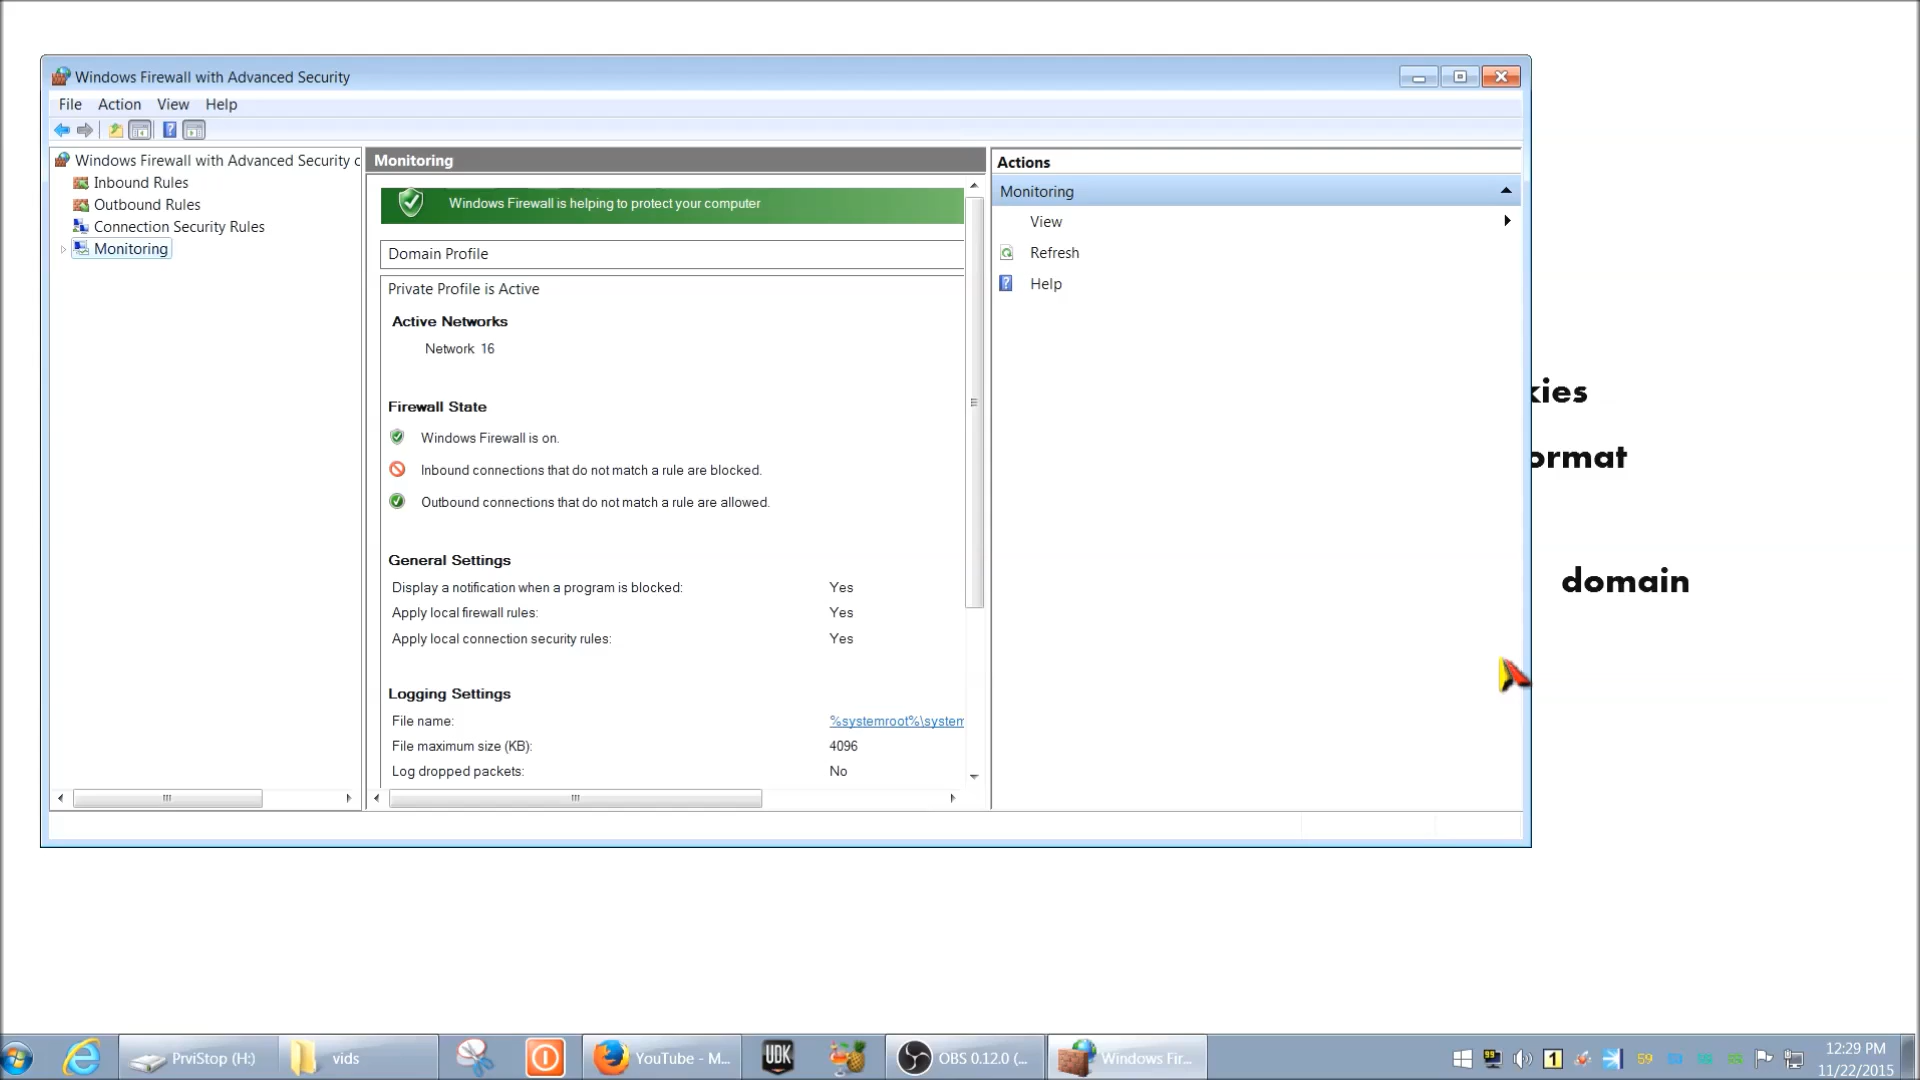 Windows Firewall with Advanced Security
File Action View Help
Windows Firewall with Advanced Security c
Inbound Rules
Outbound Rules
Connection Security Rules
Monitoring
Monitoring
Windows Firewall is helping to protect your computer
Domain Profile
Private Profile is Active
Active Networks
Network 16
Firewall State
Windows Firewall is on.
Inbound connections that do not match a rule are blocked.
Outbound connections that do not match a rule are allowed.
General Settings
Display a notification when a program is blocked: Yes
Apply local firewall rules: Yes
Apply local connection security rules: Yes
Logging Settings
File name: %systemroot%\system
File maximum size (KB): 4096
Log dropped packets: No
Actions
Monitoring
View
Refresh
Help
kies
ormat
domain
PrviStop (H:)
vids
YouTube - M...
UDK
OBS 0.12.0 (...
Windows Fir...
99
1
59
12:29 PM
11/22/2015